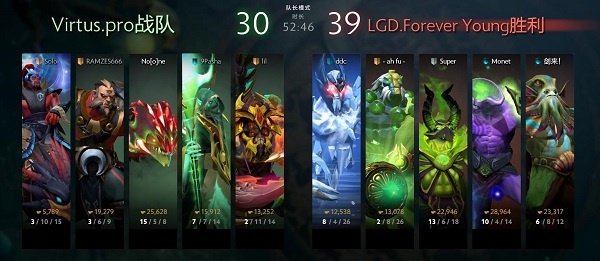 Virtus.pro战队
30
队长模式
时长
52:46
39
LGD.Forever Young胜利
Solo
RAMZES666
No[o]ne
9Pasha
lil
ddc
- ah fu -
Super
Monet
剑来!
5,789
19,279
25,628
15,912
13,252
12,538
13,078
22,946
28,964
23,317
3 / 10 / 15
3 / 6 / 9
15 / 5 / 8
7 / 7 / 14
2 / 11 / 14
8 / 4 / 26
2 / 8 / 26
13 / 6 / 18
10 / 4 / 14
6 / 8 / 12